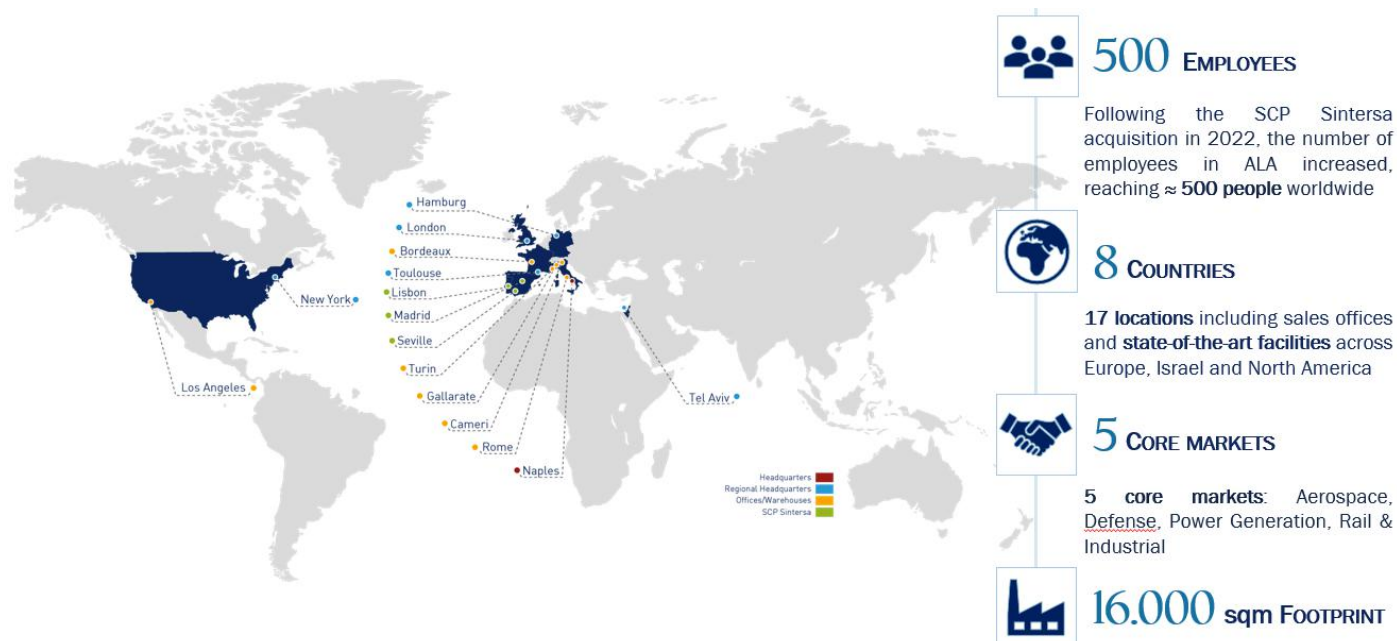 Hamburg
London
Bordeaux
Toulouse
Lisbon
Madrid
Seville
Turin
Gallarate
Cameri
Rome
Naples
New York
Los Angeles
Tel Aviv
Headquarters
Regional Headquarters
Offices/Warehouses
SCP Sintersa
500 EMPLOYEES
Following the SCP Sintersa
acquisition in 2022, the number of
employees in ALA increased,
reaching ≈ 500 people worldwide
8 COUNTRIES
17 locations including sales offices
and state-of-the-art facilities across
Europe, Israel and North America
5 CORE MARKETS
5 core markets: Aerospace,
Defense, Power Generation, Rail &
Industrial
16.000 sqm FOOTPRINT